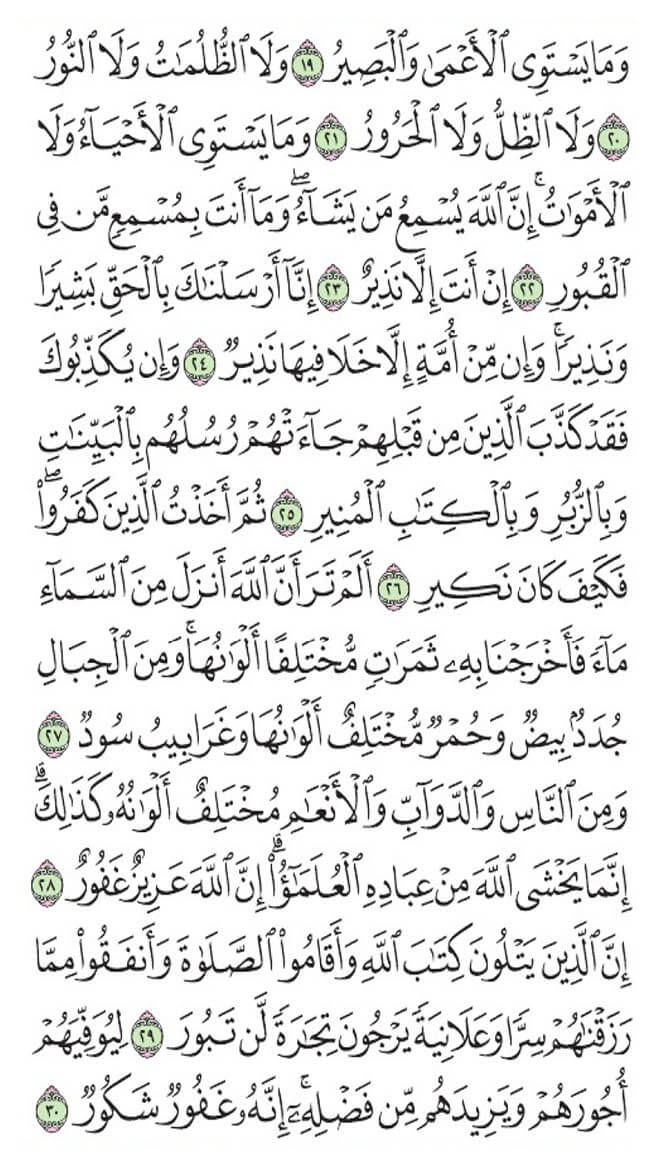 وَمَا يَسْتَوِى ٱلْأَعْمَىٰ وَٱلْبَصِيرُ ١٩ وَلَا ٱلظُّلُمَـٰتُ وَلَا ٱلنُّورُ
٢٠ وَلَا ٱلظِّلُّ وَلَا ٱلْحَرُورُ ٢١ وَمَا يَسْتَوِى ٱلْأَحْيَآءُ وَلَا
ٱلْأَمْوَٰتُ ۚ إِنَّ ٱللَّهَ يُسْمِعُ مَن يَشَآءُ ۖ وَمَآ أَنتَ بِمُسْمِعٍ مَّن فِى
ٱلْقُبُورِ ٢٢ إِنْ أَنتَ إِلَّا نَذِيرٌ ٢٣ إِنَّآ أَرْسَلْنَـٰكَ بِٱلْحَقِّ بَشِيرًا
وَنَذِيرًا ۚ وَإِن مِّنْ أُمَّةٍ إِلَّا خَلَا فِيهَا نَذِيرٌ ٢٤ وَإِن يُكَذِّبُوكَ
فَقَدْ كَذَّبَ ٱلَّذِينَ مِن قَبْلِهِمْ جَآءَتْهُمْ رُسُلُهُم بِٱلْبَيِّنَـٰتِ
وَبِٱلزُّبُرِ وَبِٱلْكِتَـٰبِ ٱلْمُنِيرِ ٢٥ ثُمَّ أَخَذْتُ ٱلَّذِينَ كَفَرُوا۟ ۖ
فَكَيْفَ كَانَ نَكِيرِ ٢٦ أَلَمْ تَرَ أَنَّ ٱللَّهَ أَنزَلَ مِنَ ٱلسَّمَآءِ
مَآءً فَأَخْرَجْنَا بِهِۦ ثَمَرَٰتٍ مُّخْتَلِفًا أَلْوَٰنُهَا ۚ وَمِنَ ٱلْجِبَالِ
جُدَدٌۢ بِيضٌ وَحُمْرٌ مُّخْتَلِفٌ أَلْوَٰنُهَا وَغَرَابِيبُ سُودٌ ٢٧
وَمِنَ ٱلنَّاسِ وَٱلدَّوَآبِّ وَٱلْأَنْعَـٰمِ مُخْتَلِفٌ أَلْوَٰنُهُۥ كَذَٰلِكَ ۗ
إِنَّمَا يَخْشَى ٱللَّهَ مِنْ عِبَادِهِ ٱلْعُلَمَـٰٓؤُا۟ ۗ إِنَّ ٱللَّهَ عَزِيزٌ غَفُورٌ ٢٨
إِنَّ ٱلَّذِينَ يَتْلُونَ كِتَـٰبَ ٱللَّهِ وَأَقَامُوا۟ ٱلصَّلَوٰةَ وَأَنفَقُوا۟ مِمَّا
رَزَقْنَـٰهُمْ سِرًّا وَعَلَانِيَةً يَرْجُونَ تِجَـٰرَةً لَّن تَبُورَ ٢٩ لِيُوَفِّيَهُمْ
أُجُورَهُمْ وَيَزِيدَهُم مِّن فَضْلِهِۦٓ ۚ إِنَّهُۥ غَفُورٌ شَكُورٌ ٣٠